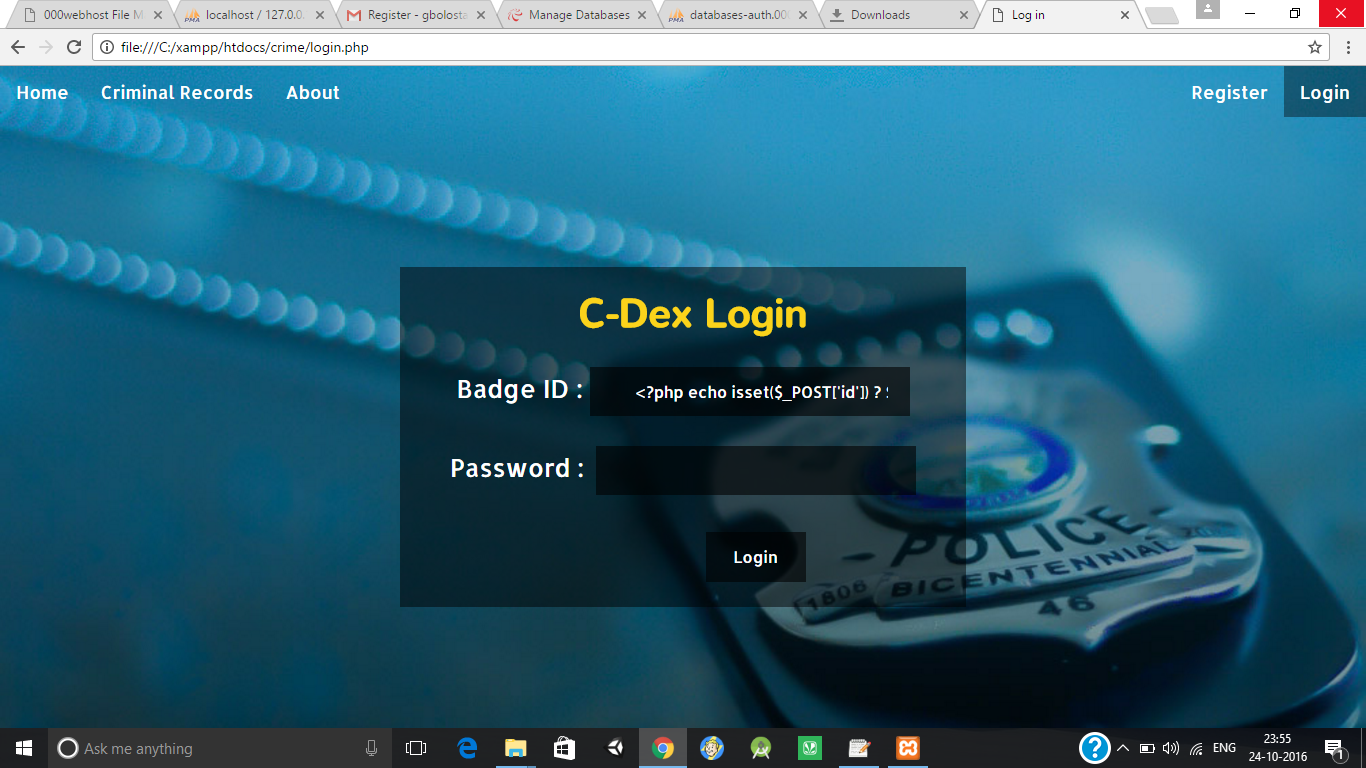 000webhost File M
localhost / 127.0.0.
Register - gbolosta
Manage Databases
databases-auth.00
Downloads
Log in
file:///C:/xampp/htdocs/crime/login.php
Home
Criminal Records
About
Register
Login
C-Dex Login
Badge ID :
<?php echo isset($_POST['id']) ?
Password :
Login
POLICE
BICENTENNIAL
1806
20
46
Ask me anything
ENG
23:55
24-10-2016
1